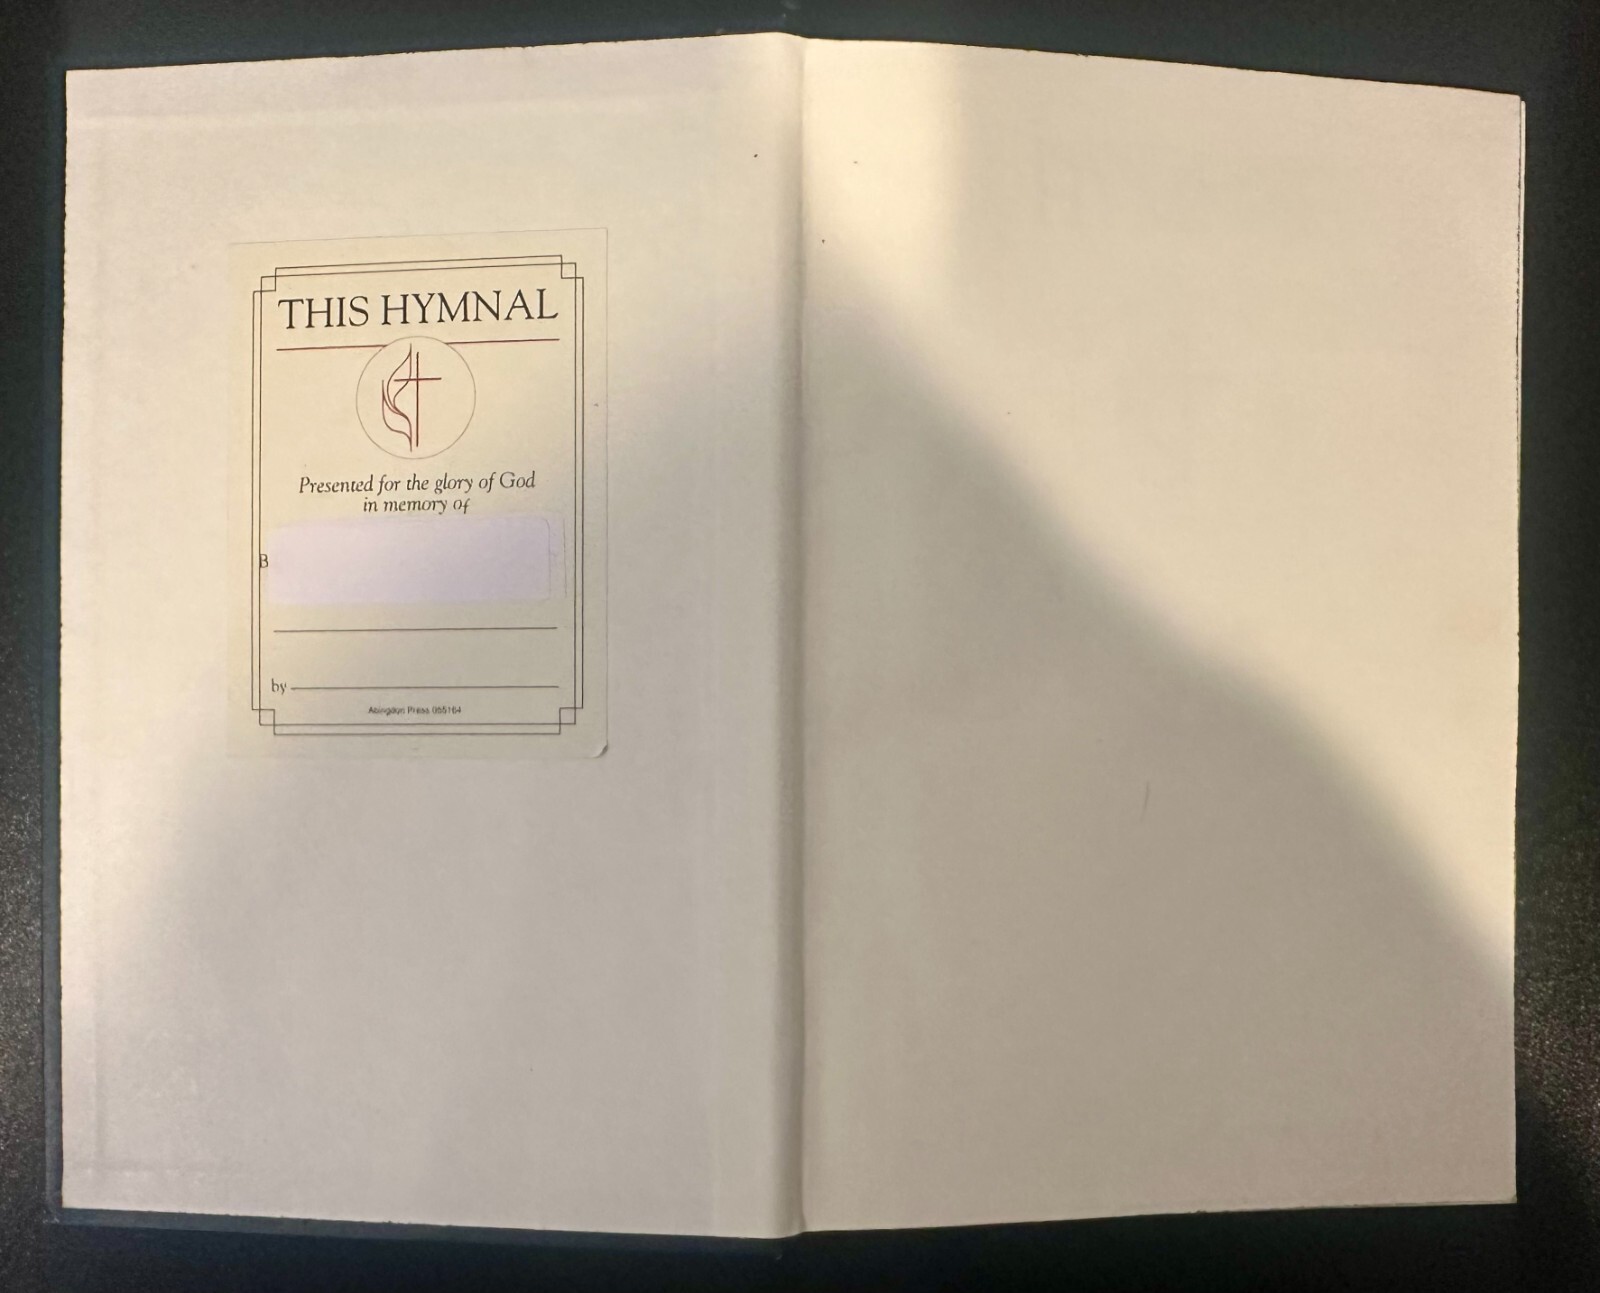 THIS HYMNAL
Presented for the glory of God
in memory of
B
by
Abingdon Press 055164